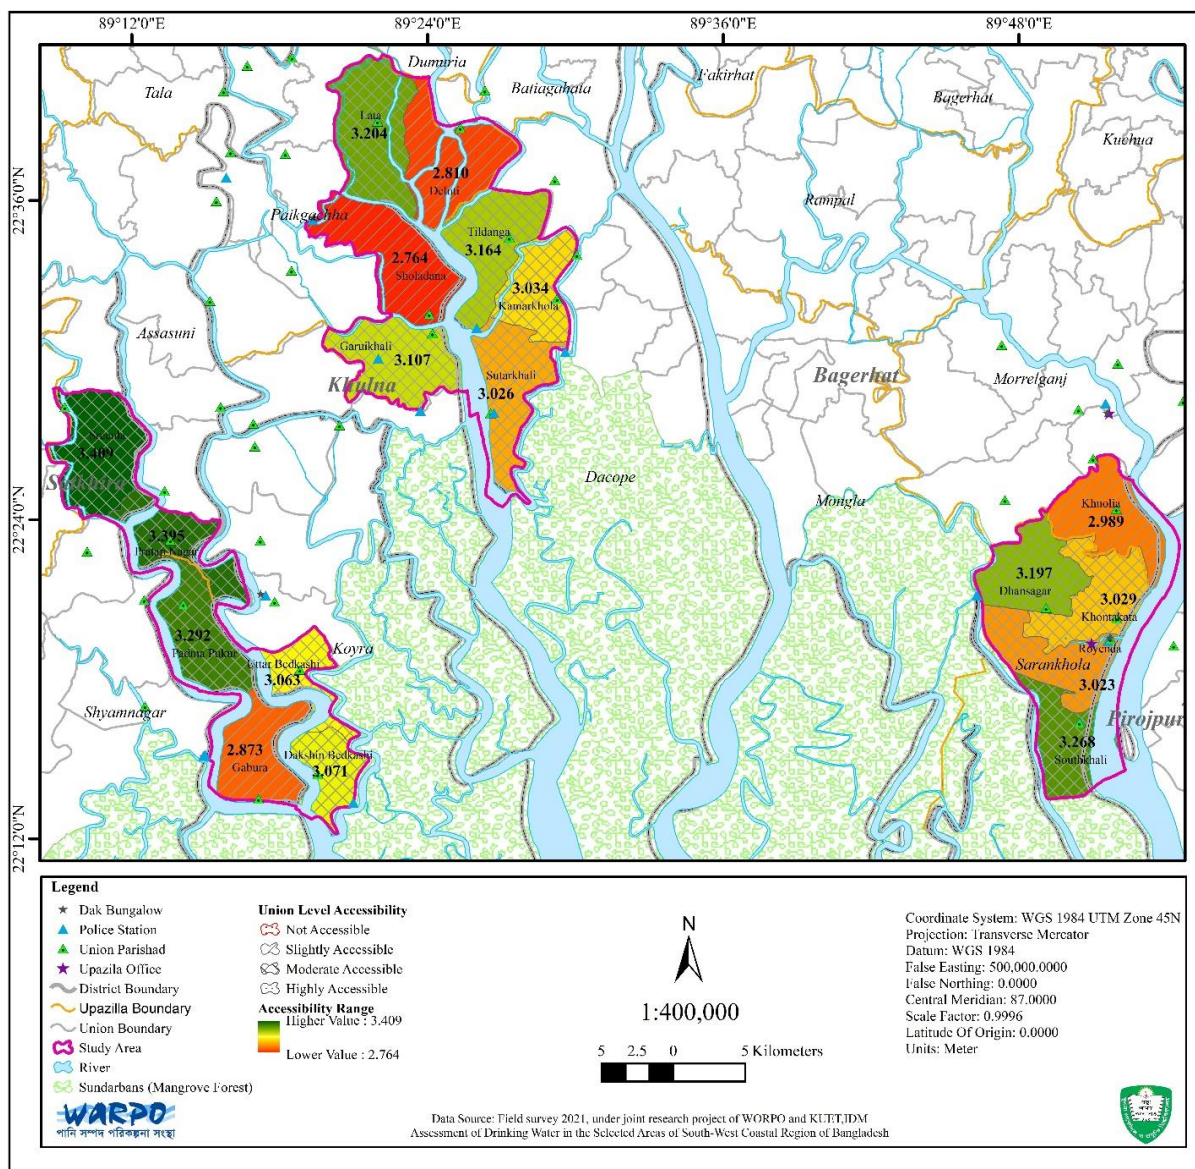 89°12'0"E
89°24'0"E
89°36'0"E
89°48'0"E
22°36'0"N
22°24'0"N
22°12'0"N
Dumuria
Tala
Batiagahata
Fakirhat
Bagerhat
Kuchua
Lata
3.204
2.810
Deluti
Paikgachha
Rampal
Tildanga
3.164
2.764
Sholadana
3.034
Kamarkhola
Assasuni
Garuikhali
3.107
Khulna
Sutarkhali
3.026
Bagerhat
Morrelganj
3.409
Satkhira
Dacope
Mongla
Khuolia
2.989
3.395
Pratap Nagar
3.197
Dhansagar
3.029
Khontakata
3.292
Padma Pukur
Koyra
Uttar Bedkashi
3.063
Royenda
Sarankhola
3.023
Shyamnagar
Pirojpur
2.873
Gabura
Dakshin Bedkashi
3.071
3.268
Southkhali
Legend
Dak Bungalow
Police Station
Union Parishad
Upazila Office
District Boundary
Upazilla Boundary
Union Boundary
Study Area
River
Sundarbans (Mangrove Forest)
Union Level Accessibility
Not Accessible
Slightly Accessible
Moderate Accessible
Highly Accessible
Accessibility Range
Higher Value : 3.409
Lower Value : 2.764
N
1:400,000
5 2.5 0 5 Kilometers
Coordinate System: WGS 1984 UTM Zone 45N
Projection: Transverse Mercator
Datum: WGS 1984
False Easting: 500,000.0000
False Northing: 0.0000
Central Meridian: 87.0000
Scale Factor: 0.9996
Latitude Of Origin: 0.0000
Units: Meter
WARPO
পানি সম্পদ পরিকল্পনা সংস্থা
Data Source: Field survey 2021, under joint research project of WORPO and KUET,IDM
Assessment of Drinking Water in the Selected Areas of South-West Coastal Region of Bangladesh